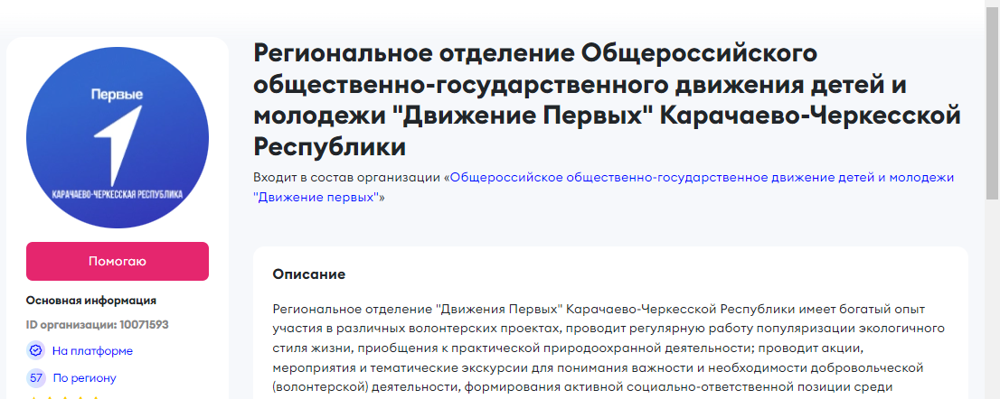 Первые
КАРАЧАЕВО-ЧЕРКЕССКАЯ РЕСПУБЛИКА
Помогаю
Основная информация
ID организации: 10071593
На платформе
57 По региону
Региональное отделение Общероссийского
общественно-государственного движения детей и
молодежи "Движение Первых" Карачаево-Черкесской
Республики
Входит в состав организации «Общероссийское общественно-государственное движение детей и молодежи
"Движение первых"»
Описание
Региональное отделение "Движения Первых" Карачаево-Черкесской Республики имеет богатый опыт
участия в различных волонтерских проектах, проводит регулярную работу популяризации экологичного
стиля жизни, приобщения к практической природоохранной деятельности; проводит акции,
мероприятия и тематические экскурсии для понимания важности и необходимости добровольческой
(волонтерской) деятельности, формирования активной социально-ответственной позиции среди